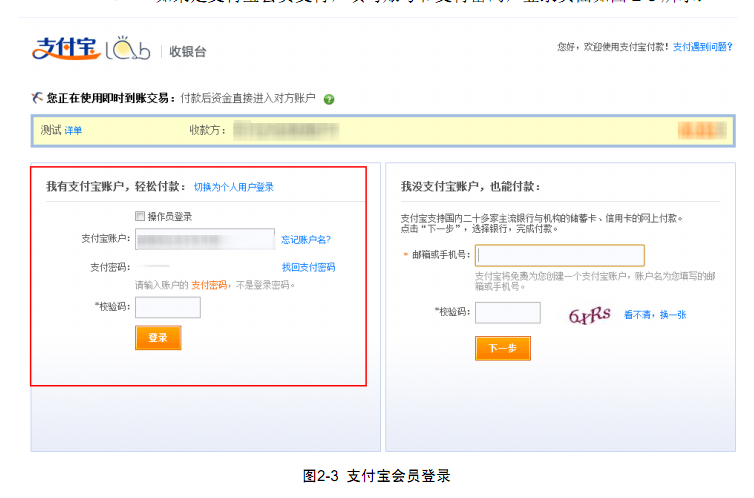 支付宝 Lab 收银台
您好，欢迎使用支付宝付款！ 支付遇到问题？
您正在使用即时到账交易：付款后资金直接进入对方账户
测试 详单 收款方：
我有支付宝账户，轻松付款： 切换为个人用户登录
操作员登录
支付宝账户： 忘记账户名？
支付密码： 找回支付密码
请输入账户的 支付密码，不是登录密码。
*校验码：
登录
我没支付宝账户，也能付款：
支付宝支持国内二十多家主流银行与机构的储蓄卡、信用卡的网上付款。
点击“下一步”，选择银行，完成付款。
* 邮箱或手机号：
支付宝将免费为您创建一个支付宝账户，账户名为您填写的邮
箱或手机号。
*校验码： 6xRs 看不清，换一张
下一步
图2-3 支付宝会员登录